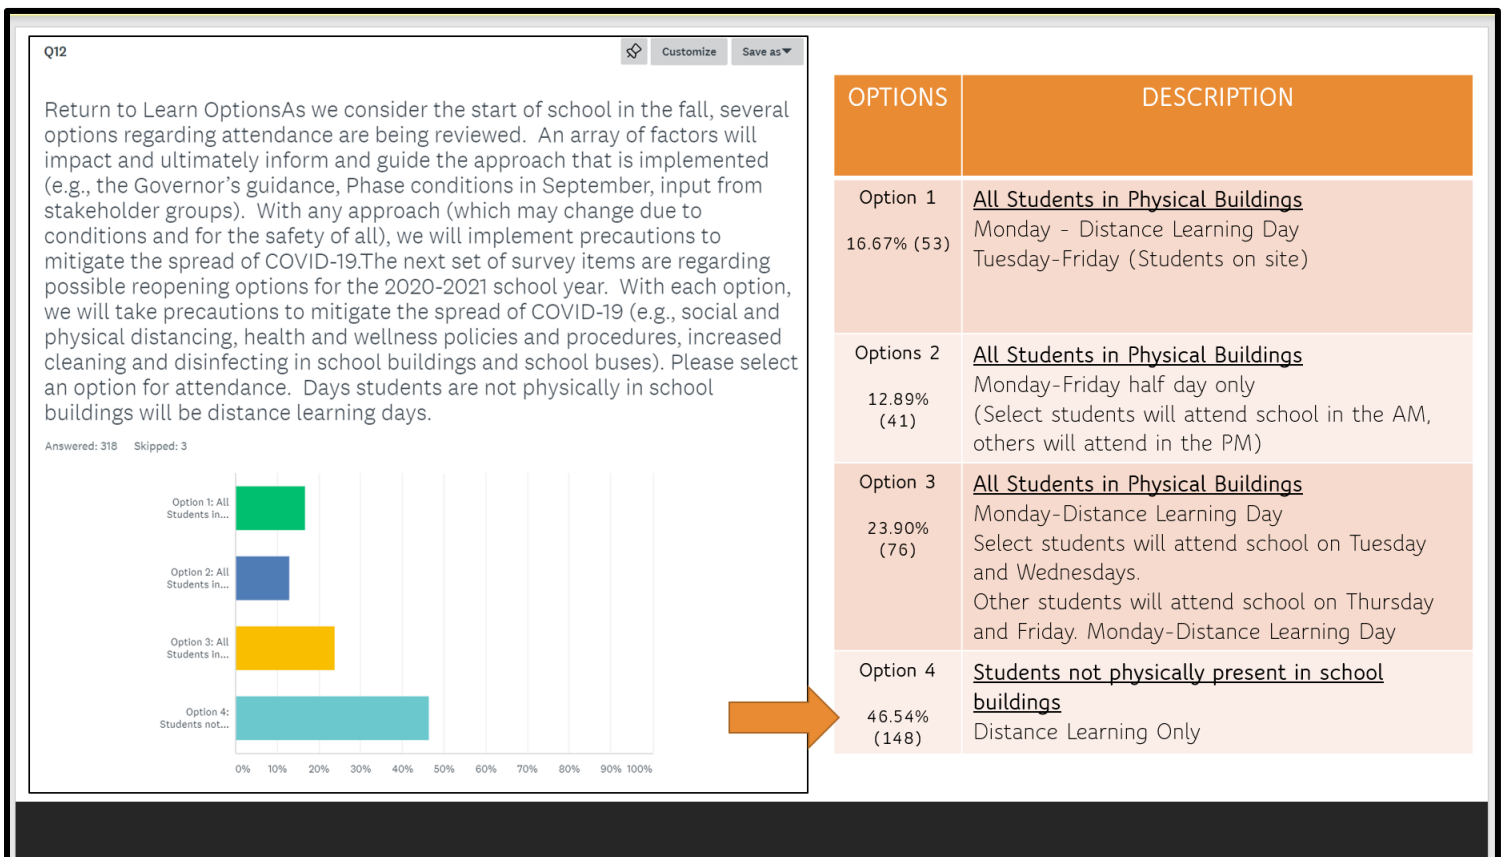 Q12
Customize
Save as
Return to Learn OptionsAs we consider the start of school in the fall, several
options regarding attendance are being reviewed.  An array of factors will
impact and ultimately inform and guide the approach that is implemented
(e.g., the Governor's guidance, Phase conditions in September, input from
stakeholder groups).  With any approach (which may change due to
conditions and for the safety of all), we will implement precautions to
mitigate the spread of COVID-19.The next set of survey items are regarding
possible reopening options for the 2020-2021 school year.  With each option,
we will take precautions to mitigate the spread of COVID-19 (e.g., social and
physical distancing, health and wellness policies and procedures, increased
cleaning and disinfecting in school buildings and school buses). Please select
an option for attendance.  Days students are not physically in school
buildings will be distance learning days.
Answered: 318 Skipped: 3
Option 1: All
Students in...
Option 2: All
Students in...
Option 3: All
Students in...
Option 4:
Students not...
0% 10% 20% 30% 40% 50% 60% 70% 80% 90% 100%
OPTIONS DESCRIPTION
Option 1
16.67% (53)
All Students in Physical Buildings
Monday - Distance Learning Day
Tuesday-Friday (Students on site)
Options 2
12.89%
(41)
All Students in Physical Buildings
Monday-Friday half day only
(Select students will attend school in the AM,
others will attend in the PM)
Option 3
23.90%
(76)
All Students in Physical Buildings
Monday-Distance Learning Day
Select students will attend school on Tuesday
and Wednesdays.
Other students will attend school on Thursday
and Friday. Monday-Distance Learning Day
Option 4
46.54%
(148)
Students not physically present in school
buildings
Distance Learning Only